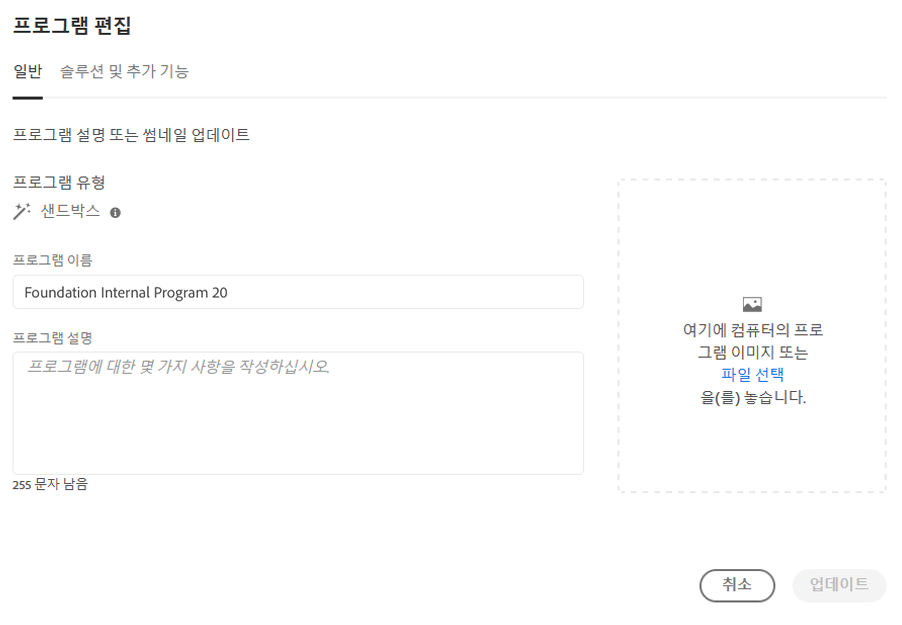 프로그램 편집
일반 솔루션 및 추가 기능
프로그램 설명 또는 썸네일 업데이트
프로그램 유형
샌드박스
프로그램 이름
Foundation Internal Program 20
프로그램 설명
프로그램에 대한 몇 가지 사항을 작성하십시오.
255 문자 남음
여기에 컴퓨터의 프로
그램 이미지 또는
파일 선택
을(를) 놓습니다.
취소 업데이트